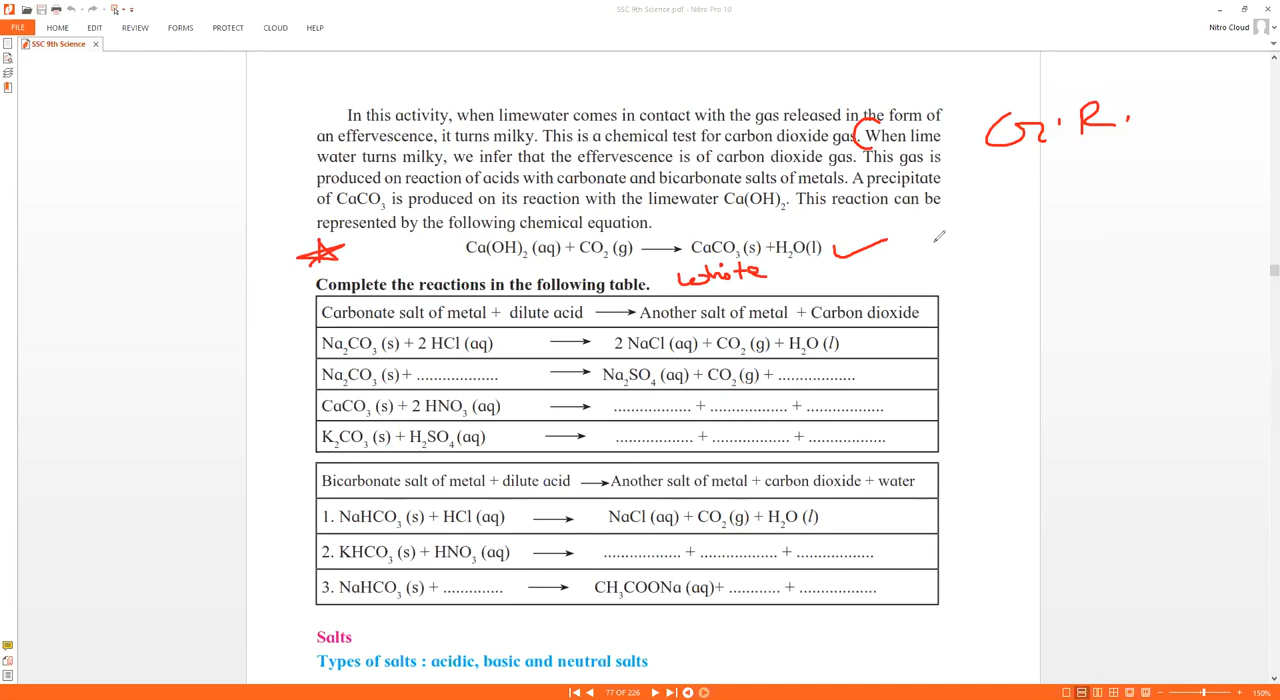 SSC 9th Science.pdf - Nitro Pro 10
FILE HOME EDIT REVIEW FORMS PROTECT CLOUD HELP
Nitro Cloud
SSC 9th Science ×
In this activity, when limewater comes in contact with the gas released in the form of
an effervescence, it turns milky. This is a chemical test for carbon dioxide gas. When lime
water turns milky, we infer that the effervescence is of carbon dioxide gas. This gas is
produced on reaction of acids with carbonate and bicarbonate salts of metals. A precipitate
of CaCO₃ is produced on its reaction with the limewater Ca(OH)₂. This reaction can be
represented by the following chemical equation.
G.R.
Ca(OH)₂ (aq) + CO₂ (g) ⟶ CaCO₃ (s) +H₂O(l)
white
Complete the reactions in the following table.
Carbonate salt of metal + dilute acid ⟶ Another salt of metal + Carbon dioxide
Na₂CO₃ (s) + 2 HCl (aq) ⟶ 2 NaCl (aq) + CO₂ (g) + H₂O (l)
Na₂CO₃ (s) + .................. ⟶ Na₂SO₄ (aq) + CO₂ (g) + .................
CaCO₃ (s) + 2 HNO₃ (aq) ⟶ ................. + ................. + .................
K₂CO₃ (s) + H₂SO₄ (aq) ⟶ ................. + ................. + .................
Bicarbonate salt of metal + dilute acid ⟶ Another salt of metal + carbon dioxide + water
1. NaHCO₃ (s) + HCl (aq) ⟶ NaCl (aq) + CO₂ (g) + H₂O (l)
2. KHCO₃ (s) + HNO₃ (aq) ⟶ ................. + ................. + .................
3. NaHCO₃ (s) + ............. ⟶ CH₃COONa (aq)+ ............ + .................
Salts
Types of salts : acidic, basic and neutral salts
77 OF 226
150%